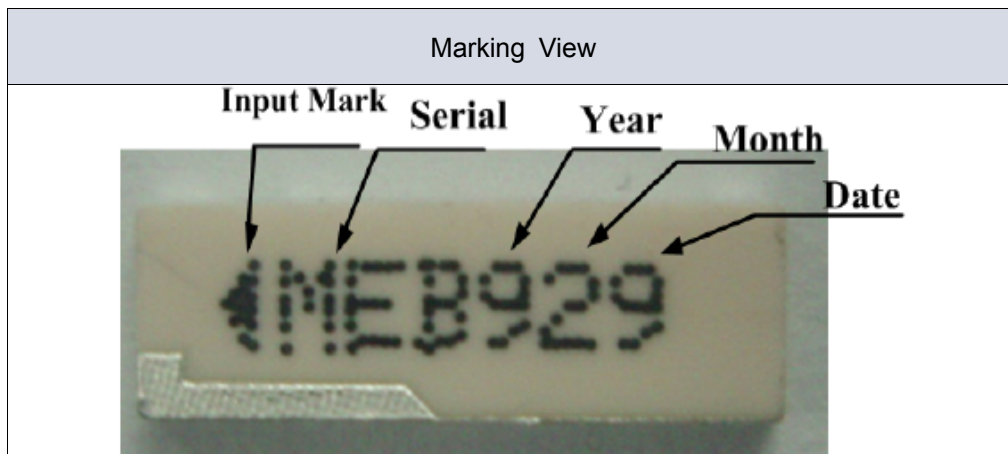 Marking View
Input Mark
Serial
Year
Month
Date
MEB929